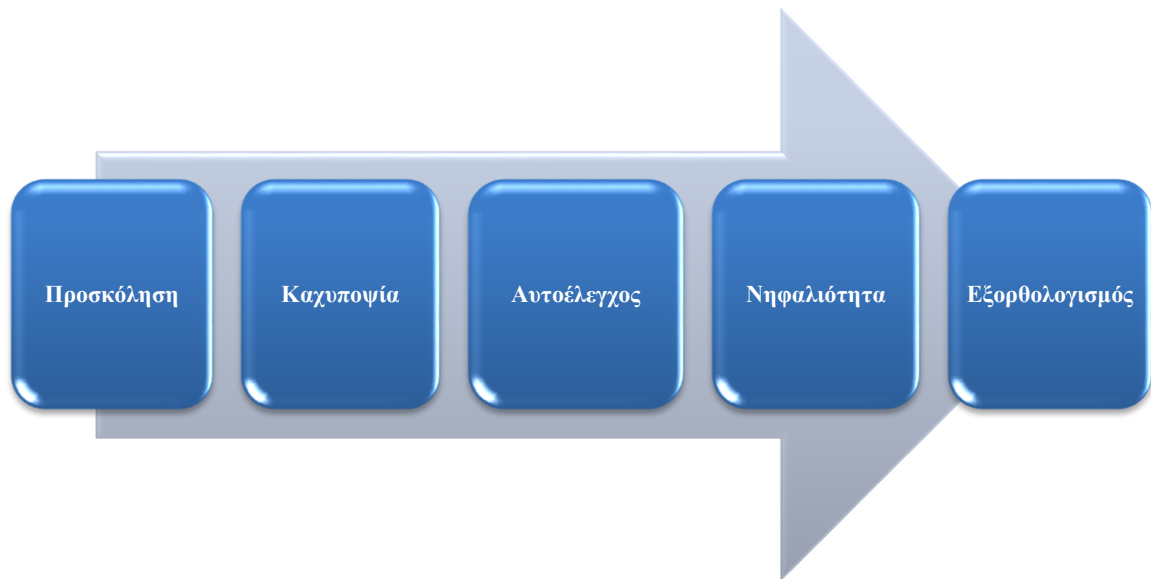 Προσκόληση
Καχυποψία
Αυτοέλεγχος
Νηφαλιότητα
Εξορθολογισμός